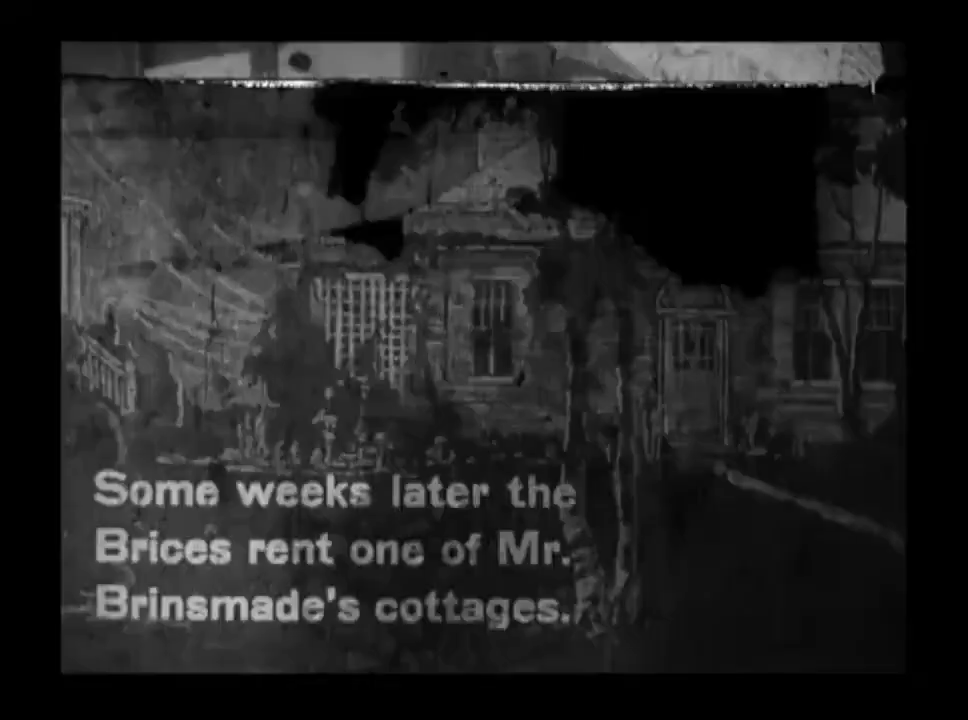 Some weeks later the
Brices rent one of Mr.
Brinsmade's cottages.